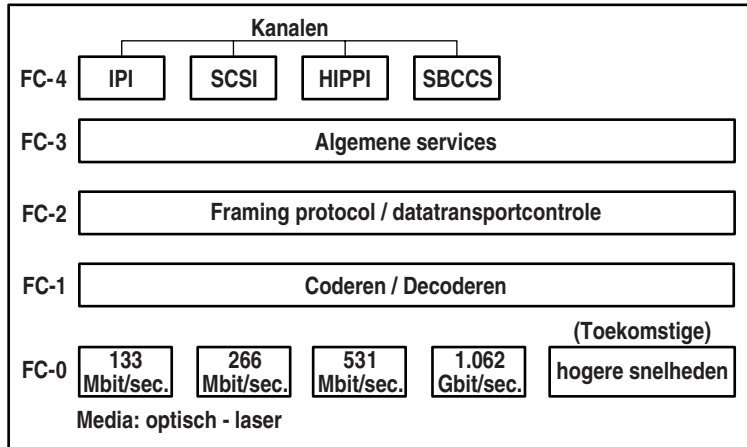 Kanalen
FC-4 IPI SCSI HIPPI SBCCS
FC-3 Algemene services
FC-2 Framing protocol / datatransportcontrole
FC-1 Coderen / Decoderen
(Toekomstige)
FC-0 133 Mbit/sec. 266 Mbit/sec. 531 Mbit/sec. 1.062 Gbit/sec. hogere snelheden
Media: optisch - laser